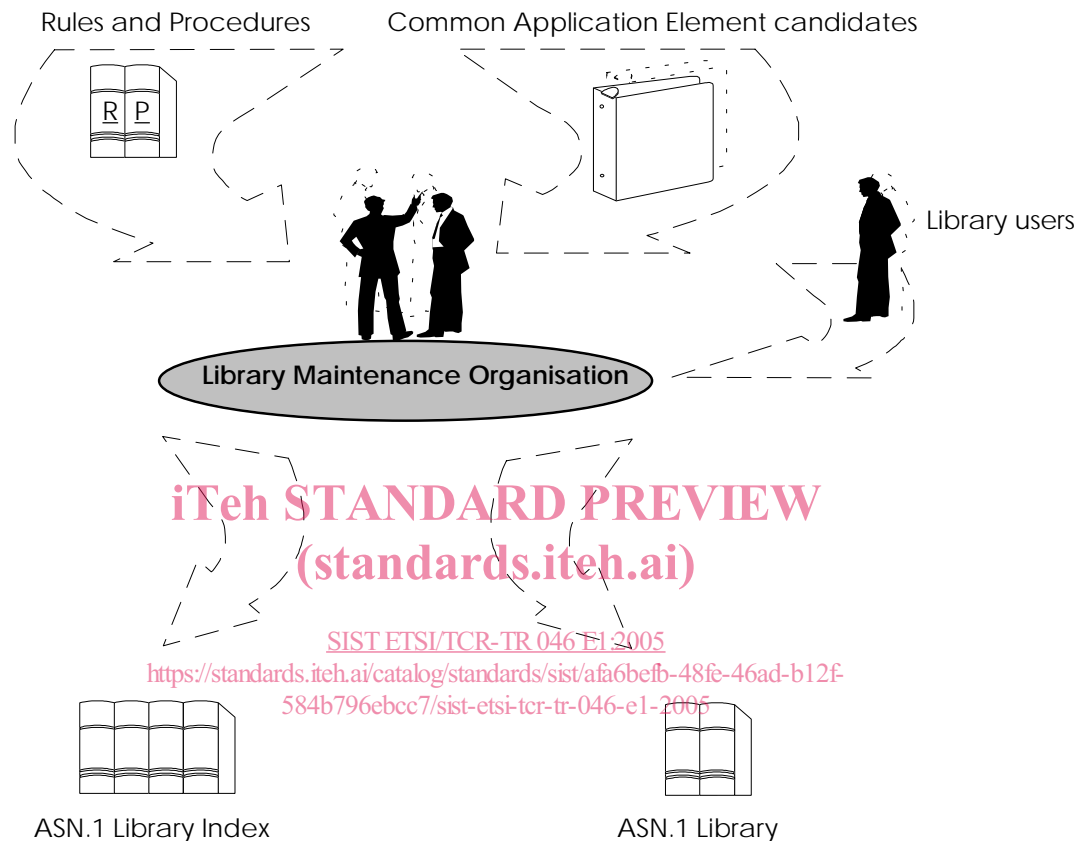 Rules and Procedures
Common Application Element candidates
R P
Library users
Library Maintenance Organisation
iTeh STANDARD PREVIEW
(standards.iteh.ai)
SIST ETSI/TCR-TR 046 E1:2005
https://standards.iteh.ai/catalog/standards/sist/afa6befb-48fe-46ad-b12f-
584b796ebcc7/sist-etsi-tcr-tr-046-e1-2005
ASN.1 Library Index
ASN.1 Library